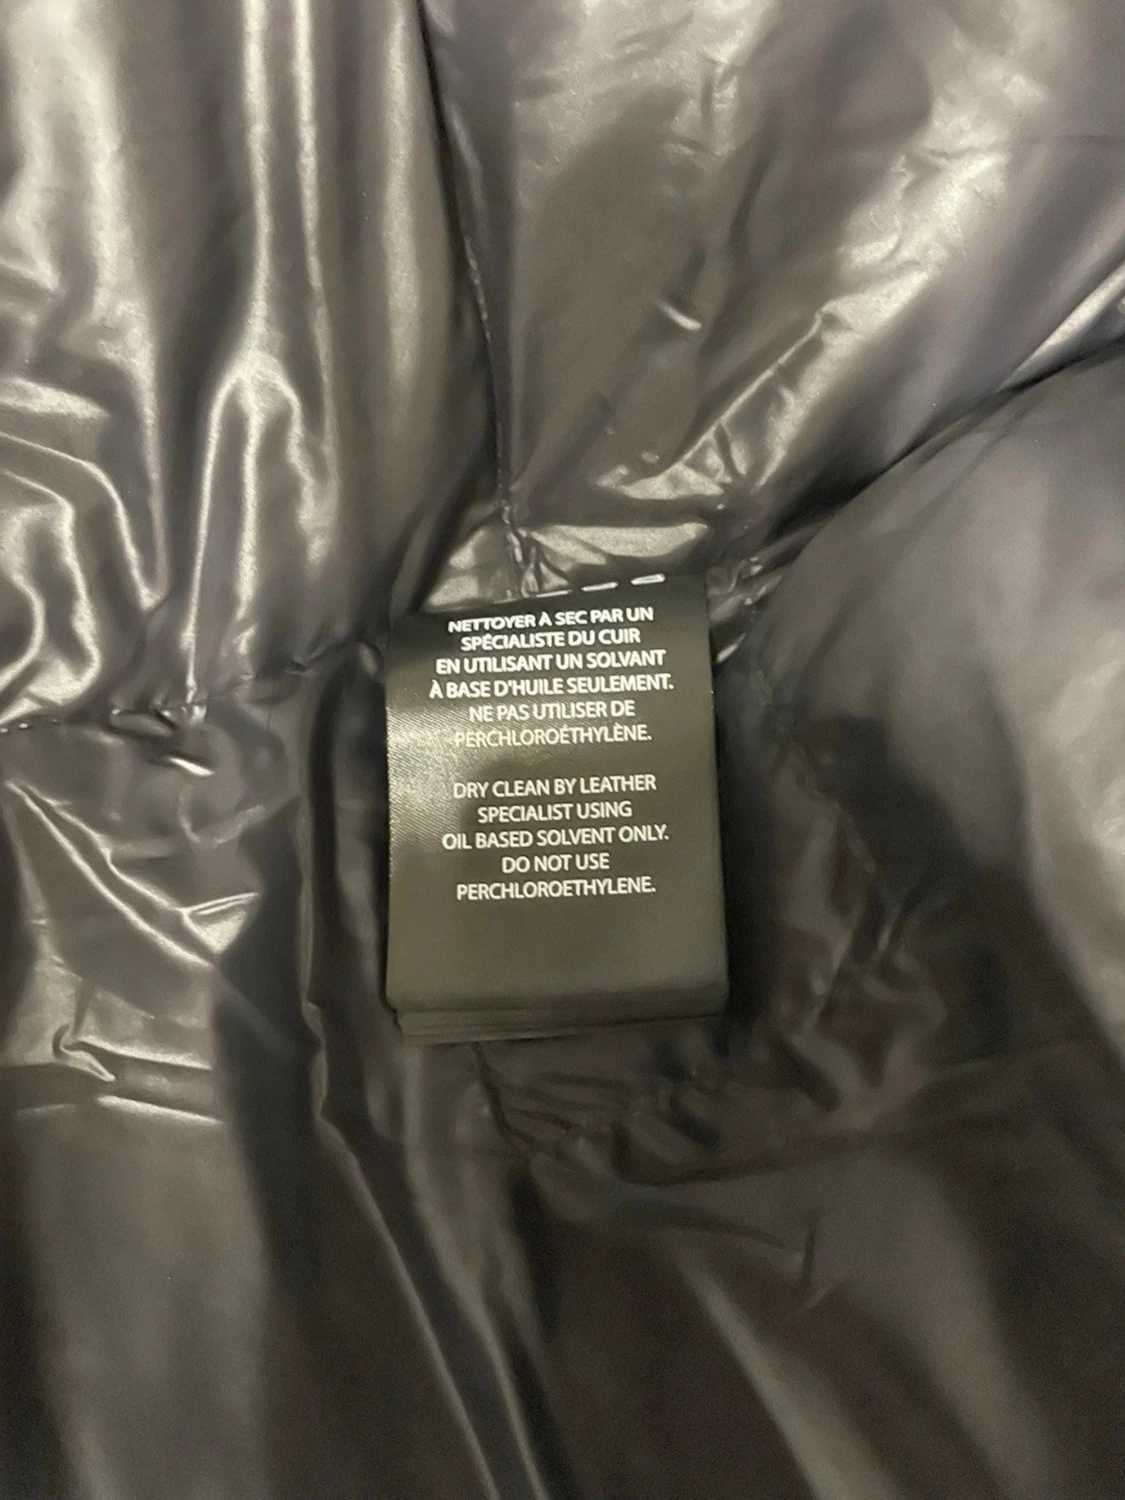 NETTOYER À SEC PAR UN
SPÉCIALISTE DU CUIR
EN UTILISANT UN SOLVANT
À BASE D'HUILE SEULEMENT.
NE PAS UTILISER DE
PERCHLOROÉTHYLÈNE.
DRY CLEAN BY LEATHER
SPECIALIST USING
OIL BASED SOLVENT ONLY.
DO NOT USE
PERCHLOROETHYLENE.